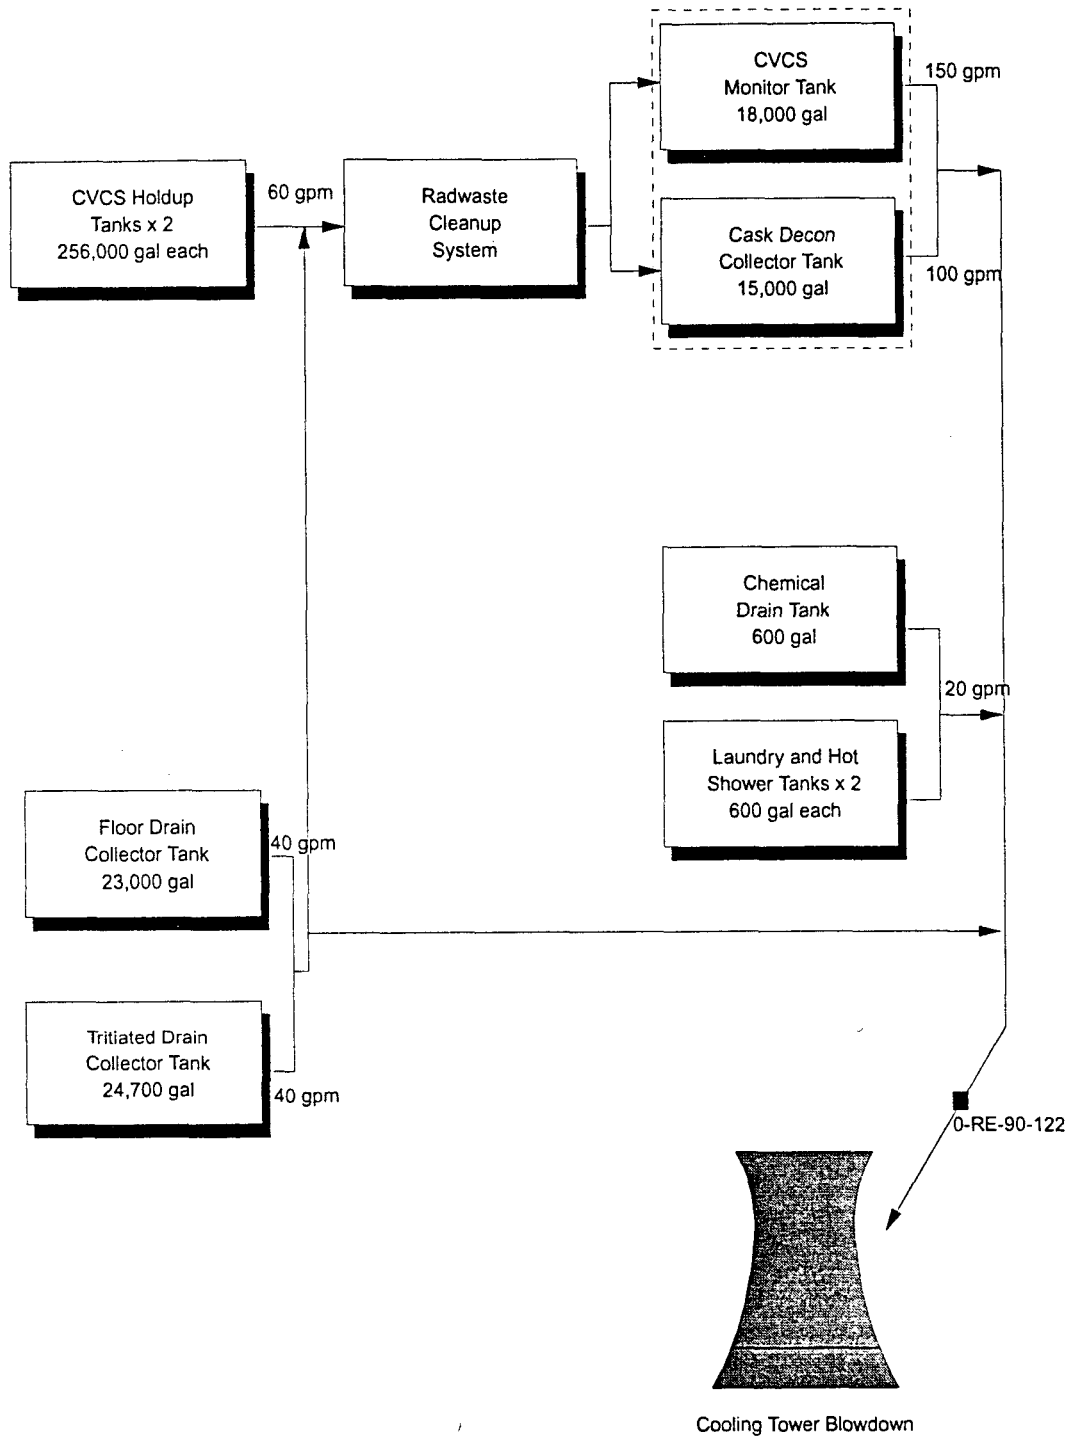 CVCS
Monitor Tank
18,000 gal
150 gpm
CVCS Holdup
Tanks x 2
256,000 gal each
60 gpm
Radwaste
Cleanup
System
Cask Decon
Collector Tank
15,000 gal
100 gpm
Chemical
Drain Tank
600 gal
20 gpm
Laundry and Hot
Shower Tanks x 2
600 gal each
Floor Drain
Collector Tank
23,000 gal
40 gpm
Tritiated Drain
Collector Tank
24,700 gal
40 gpm
0-RE-90-122
Cooling Tower Blowdown